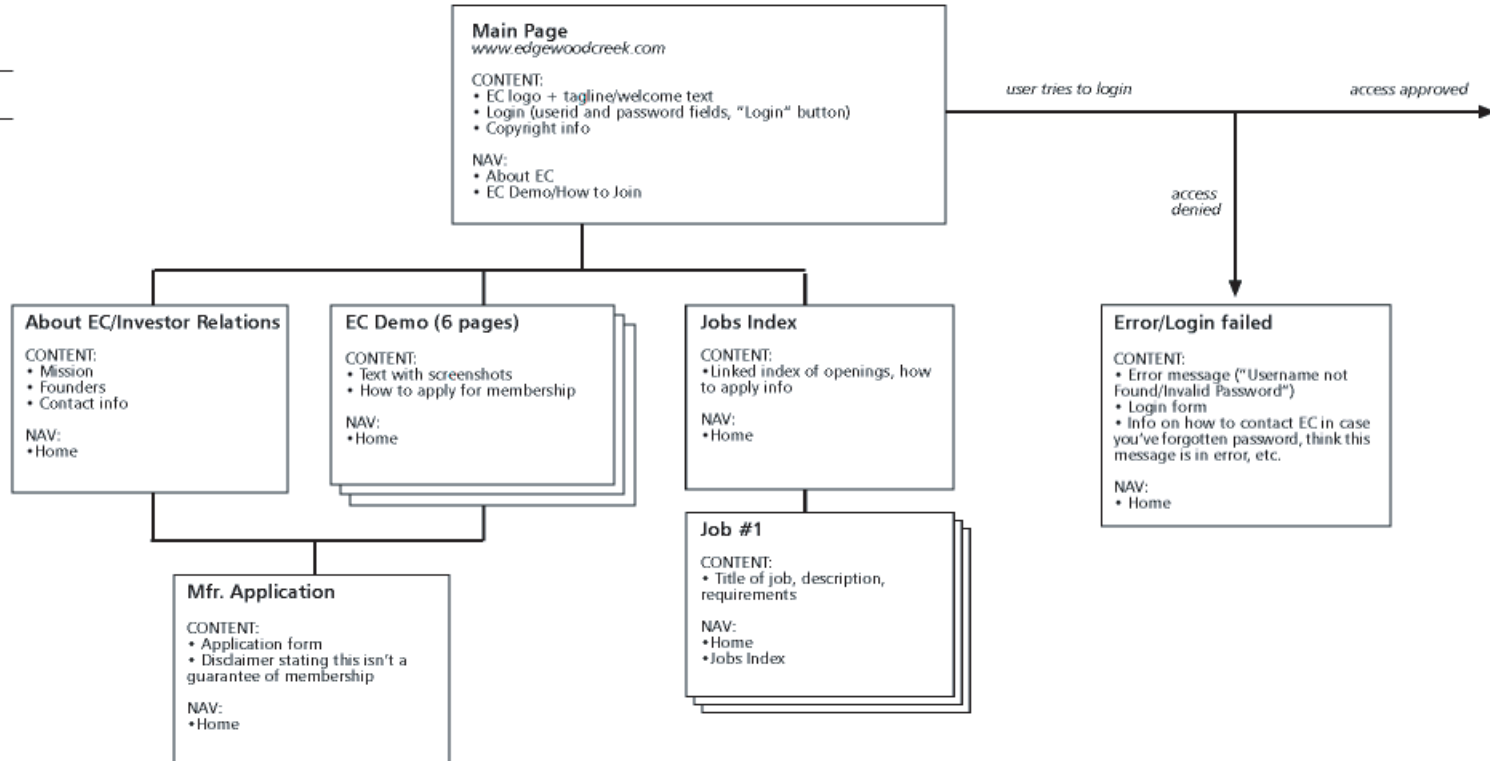 Main Page
www.edgewoodcreek.com
CONTENT:
• EC logo + tagline/welcome text
• Login (userid and password fields, "Login" button)
• Copyright info
NAV:
• About EC
• EC Demo/How to Join
user tries to login
access approved
access
denied
About EC/Investor Relations
CONTENT:
• Mission
• Founders
• Contact info
NAV:
•Home
EC Demo (6 pages)
CONTENT:
• Text with screenshots
• How to apply for membership
NAV:
•Home
Jobs Index
CONTENT:
•Linked index of openings, how
to apply info
NAV:
•Home
Error/Login failed
CONTENT:
• Error message ("Username not
Found/Invalid Password")
• Login form
• Info on how to contact EC in case
you've forgotten password, think this
message is in error, etc.
NAV:
• Home
Mfr. Application
CONTENT:
• Application form
• Disclaimer stating this isn't a
guarantee of membership
NAV:
•Home
Job #1
CONTENT:
• Title of job, description,
requirements
NAV:
•Home
•Jobs Index